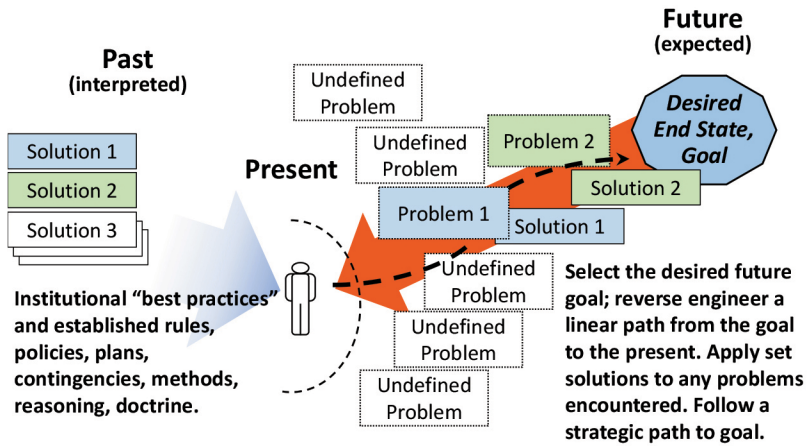 Past
(interpreted)
Solution 1
Solution 2
Solution 3
Institutional “best practices”
and established rules,
policies, plans,
contingencies, methods,
reasoning, doctrine.
Present
Undefined
Problem
Undefined
Problem
Problem 2
Problem 1
Solution 2
Solution 1
Undefined
Problem
Undefined
Problem
Undefined
Problem
Future
(expected)
Desired
End State,
Goal
Select the desired future
goal; reverse engineer a
linear path from the goal
to the present. Apply set
solutions to any problems
encountered. Follow a
strategic path to goal.